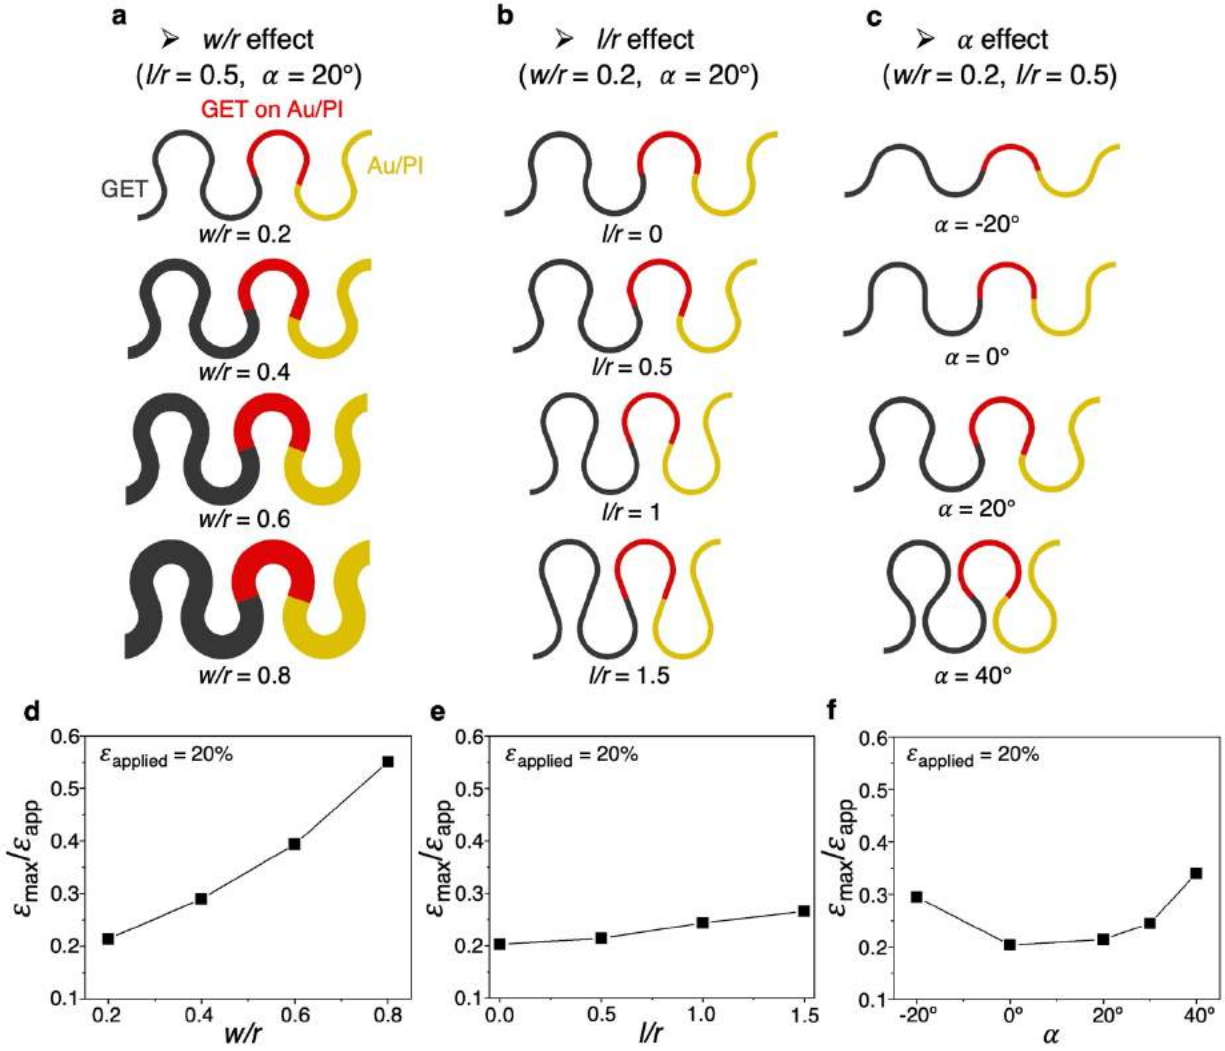 a
➢ w/r effect
(l/r = 0.5, α = 20°)
GET on Au/PI
Au/PI
GET
w/r = 0.2
w/r = 0.4
w/r = 0.6
w/r = 0.8
b
➢ l/r effect
(w/r = 0.2, α = 20°)
l/r = 0
l/r = 0.5
l/r = 1
l/r = 1.5
c
➢ α effect
(w/r = 0.2, l/r = 0.5)
α = -20°
α = 0°
α = 20°
α = 40°
d
0.6
0.5
0.4
0.3
0.2
0.1
εmax/εapp
εapplied = 20%
0.2 0.4 0.6 0.8
w/r
e
0.6
0.5
0.4
0.3
0.2
0.1
εmax/εapp
εapplied = 20%
0.0 0.5 1.0 1.5
l/r
f
0.6
0.5
0.4
0.3
0.2
0.1
εmax/εapp
εapplied = 20%
-20° 0° 20° 40°
α